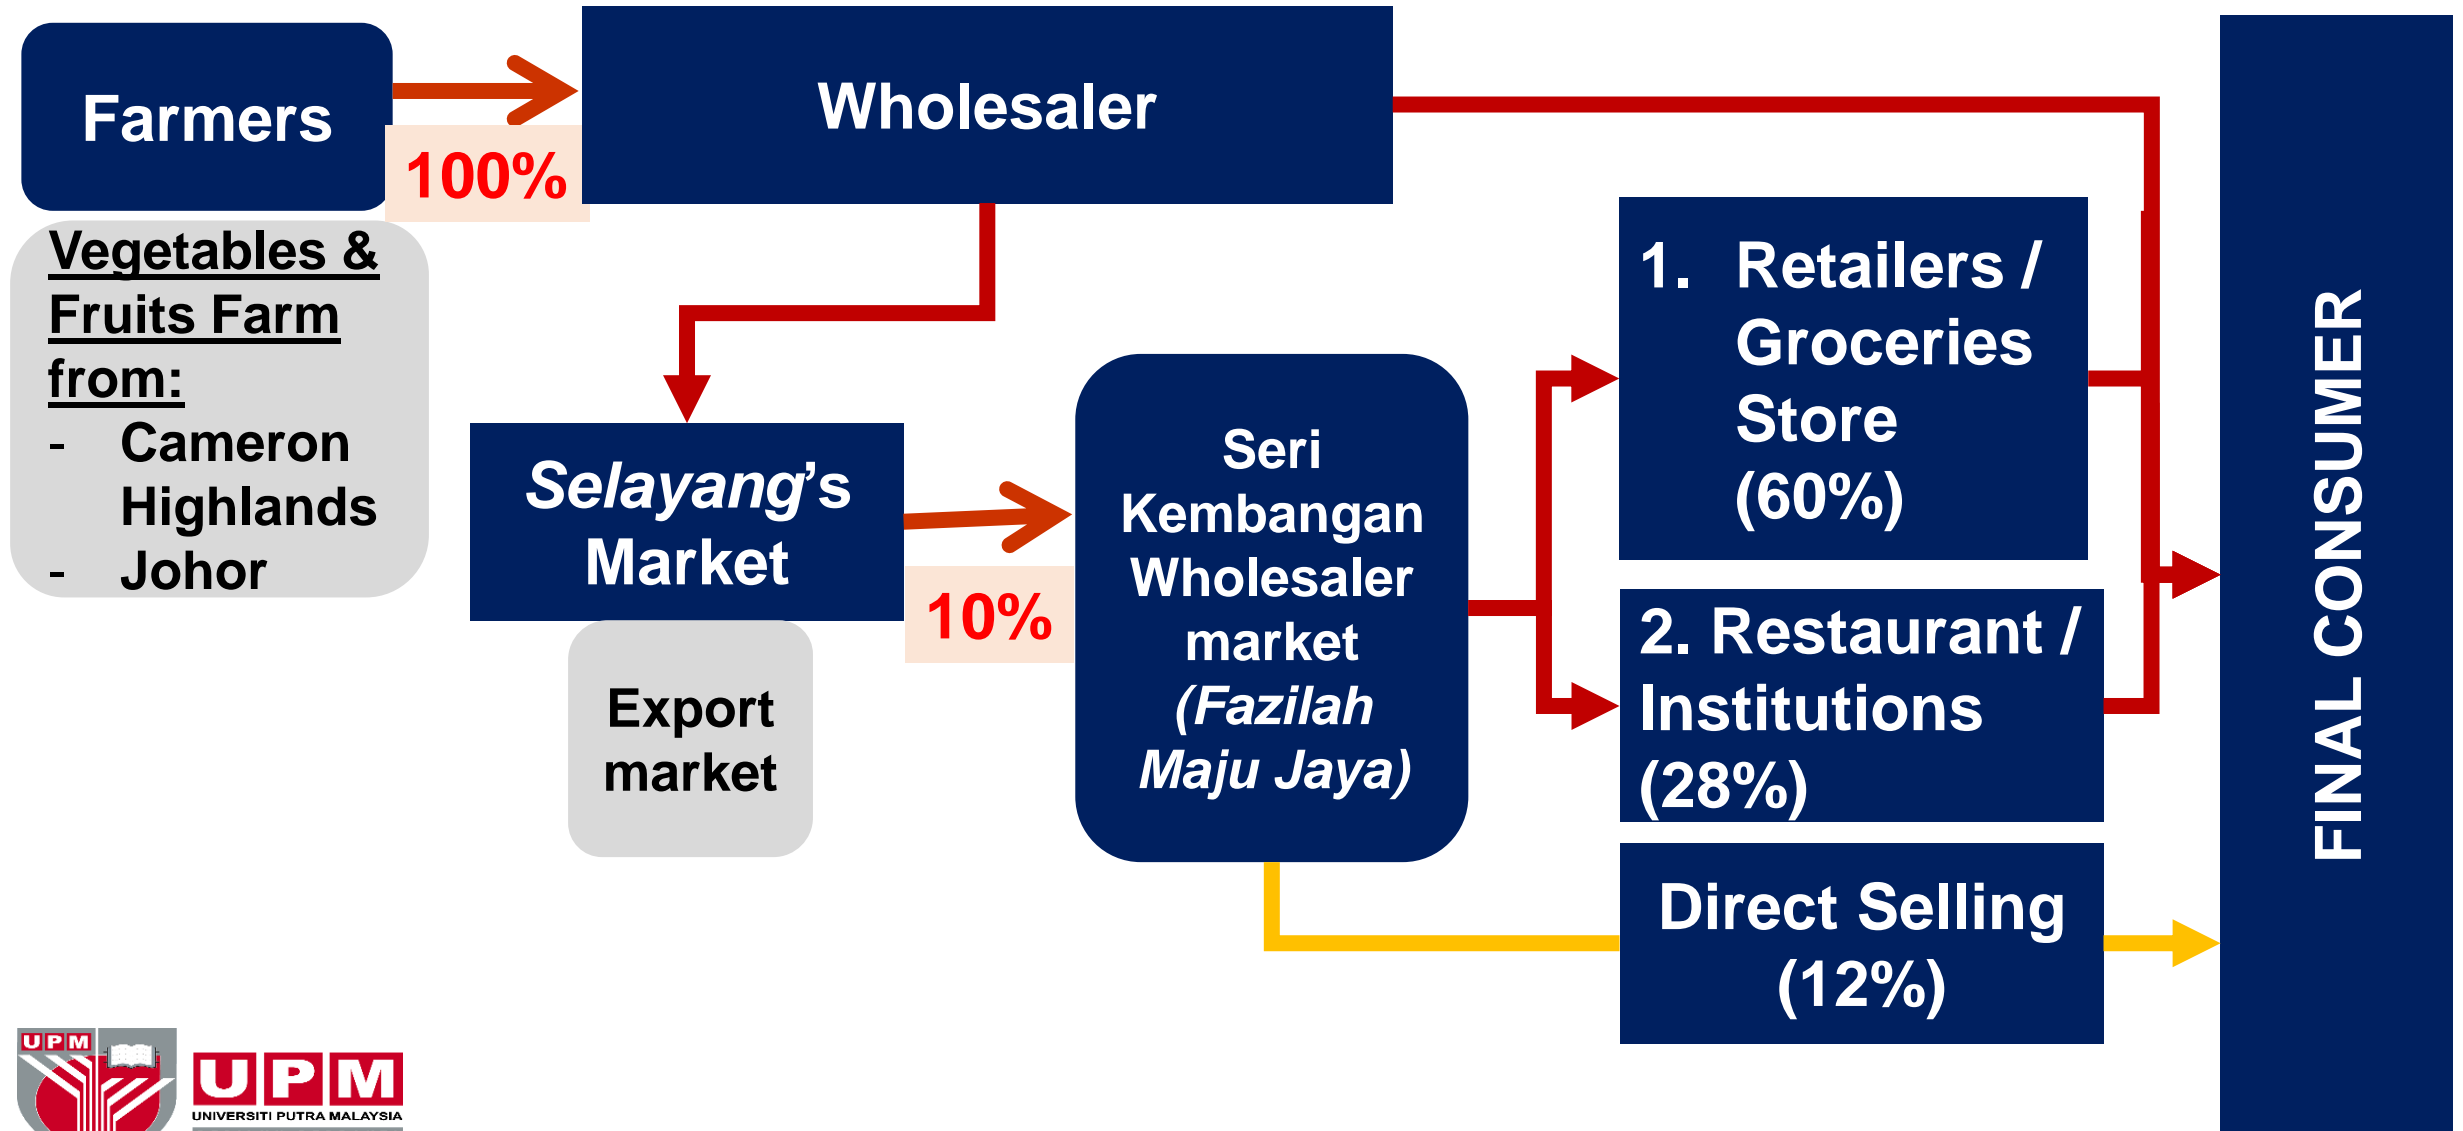 Farmers
100%
Wholesaler
Vegetables &
Fruits Farm
from:
- Cameron
Highlands
- Johor
Selayang's
Market
10%
Export
market
Seri
Kembangan
Wholesaler
market
(Fazilah
Maju Jaya)
1. Retailers /
Groceries
Store
(60%)
2. Restaurant /
Institutions
(28%)
Direct Selling
(12%)
FINAL CONSUMER
UPM
UPM
UNIVERSITI PUTRA MALAYSIA